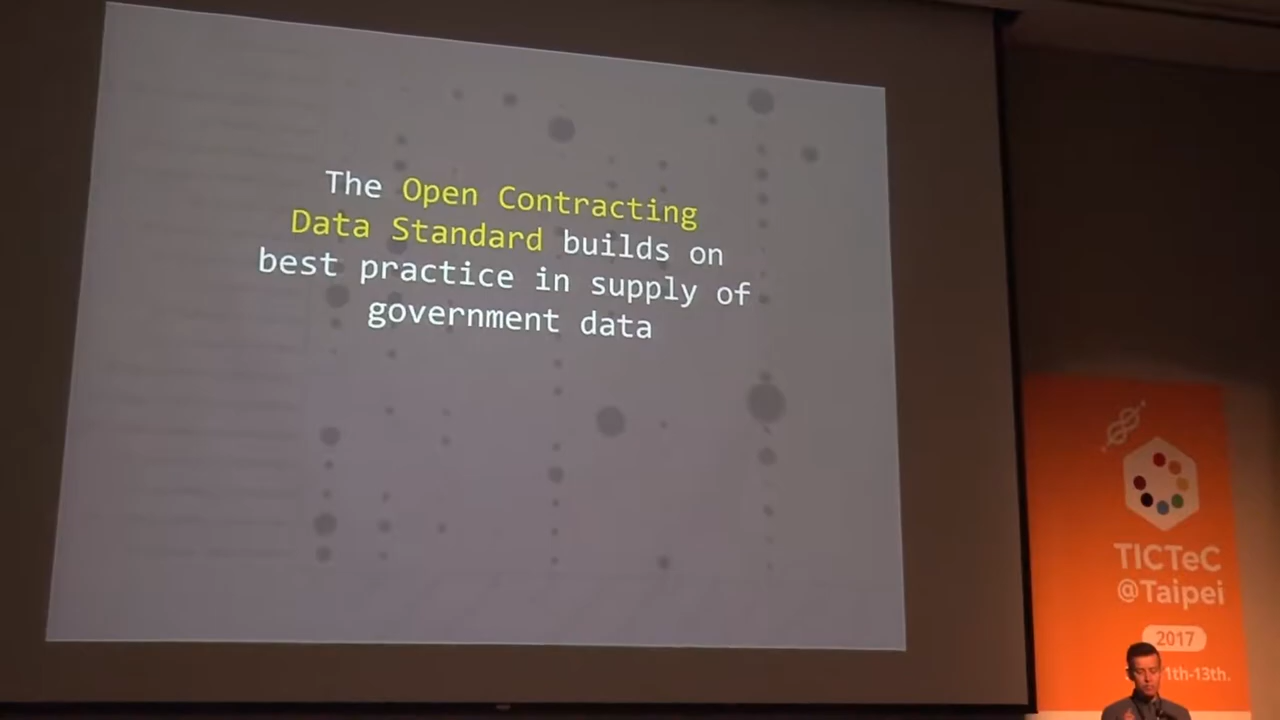 The Open Contracting
Data Standard builds on
best practice in supply of
government data
TICTeC
@Taipei
2017
1th-13th.